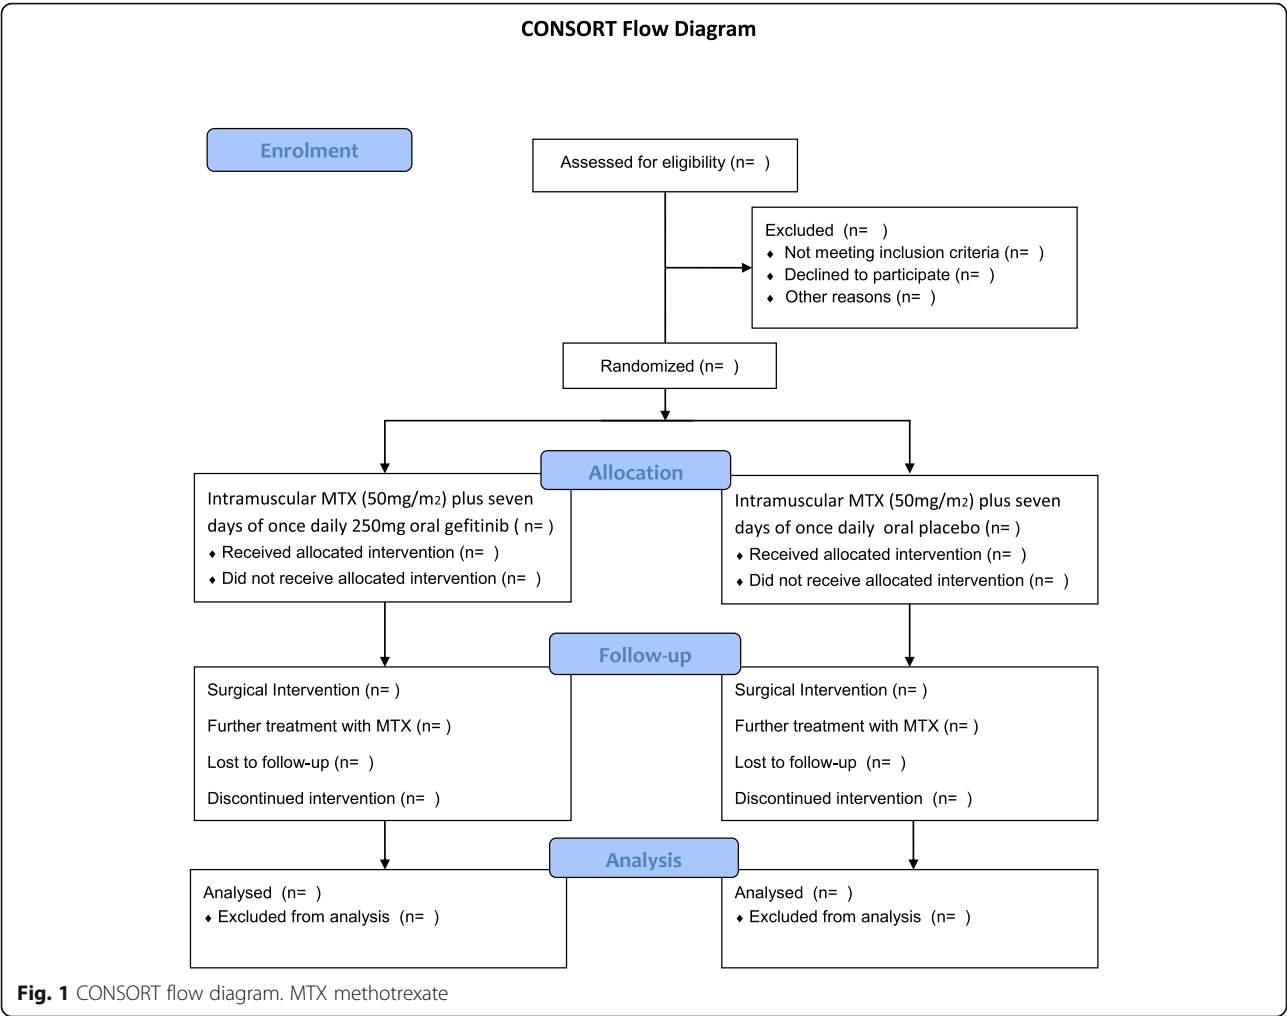 CONSORT Flow Diagram
Enrolment
Assessed for eligibility (n=  )
Excluded  (n=   )
♦ Not meeting inclusion criteria (n=  )
♦ Declined to participate (n=  )
♦ Other reasons (n=  )
Randomized (n=  )
Allocation
Intramuscular MTX (50mg/m2) plus seven
days of once daily 250mg oral gefitinib ( n= )
♦ Received allocated intervention (n=  )
♦ Did not receive allocated intervention (n=  )
Intramuscular MTX (50mg/m2) plus seven
days of once daily  oral placebo (n= )
♦ Received allocated intervention (n=  )
♦ Did not receive allocated intervention (n=  )
Follow-up
Surgical Intervention (n= )
Further treatment with MTX (n= )
Lost to follow-up (n=  )
Discontinued intervention (n=  )
Surgical Intervention (n= )
Further treatment with MTX (n= )
Lost to follow-up  (n=  )
Discontinued intervention  (n=  )
Analysis
Analysed  (n=  )
♦ Excluded from analysis  (n=  )
Analysed  (n=  )
♦ Excluded from analysis  (n=  )
Fig. 1 CONSORT flow diagram. MTX methotrexate